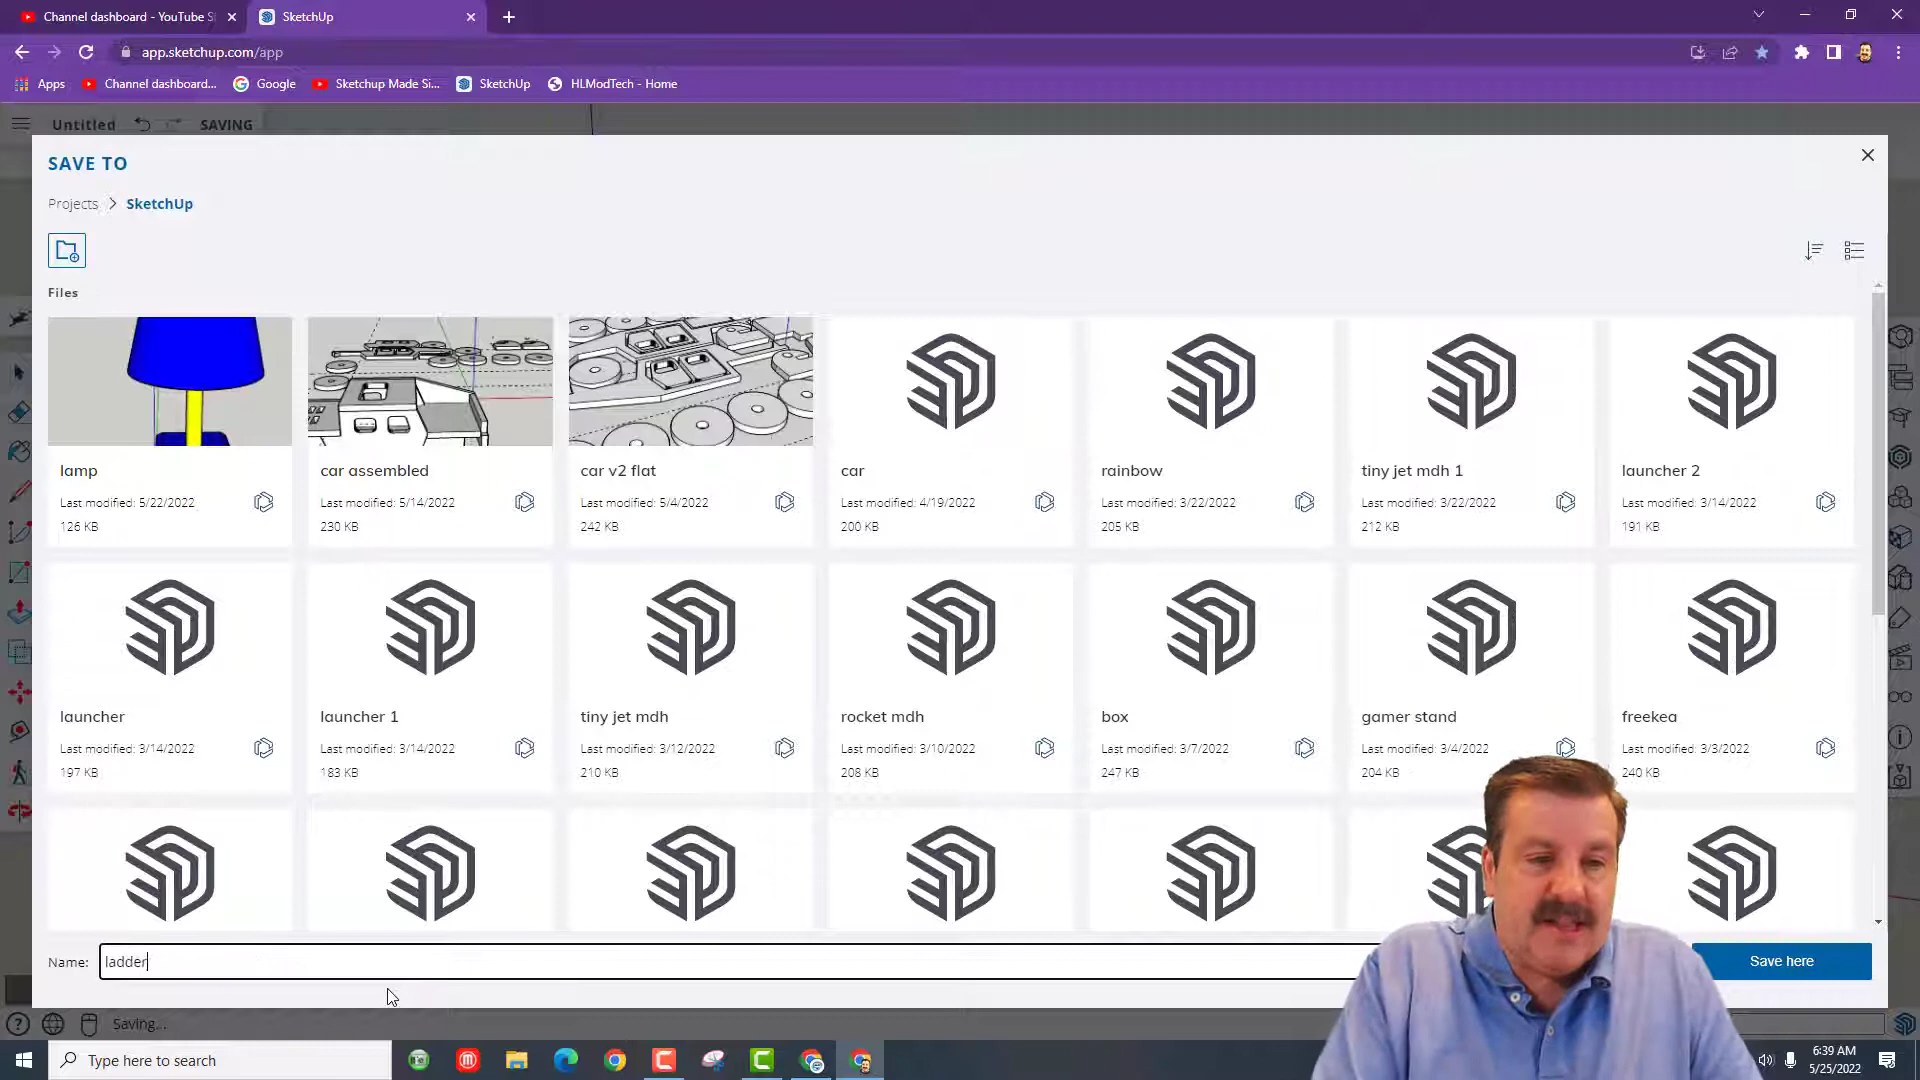 Channel dashboard - YouTube S
SketchUp
app.sketchup.com/app
Apps
Channel dashboard...
Google
Sketchup Made Si...
SketchUp
HLModTech - Home
Untitled
SAVING
SAVE TO
Projects > SketchUp
Files
lamp
Last modified: 5/22/2022
126 KB
car assembled
Last modified: 5/14/2022
230 KB
car v2 flat
Last modified: 5/4/2022
242 KB
car
Last modified: 4/19/2022
200 KB
rainbow
Last modified: 3/22/2022
205 KB
tiny jet mdh 1
Last modified: 3/22/2022
212 KB
launcher 2
Last modified: 3/14/2022
191 KB
launcher
Last modified: 3/14/2022
197 KB
launcher 1
Last modified: 3/14/2022
183 KB
tiny jet mdh
Last modified: 3/12/2022
210 KB
rocket mdh
Last modified: 3/10/2022
208 KB
box
Last modified: 3/7/2022
247 KB
gamer stand
Last modified: 3/4/2022
204 KB
freekea
Last modified: 3/3/2022
240 KB
Name: ladder
Save here
Saving...
Type here to search
6:39 AM
5/25/2022